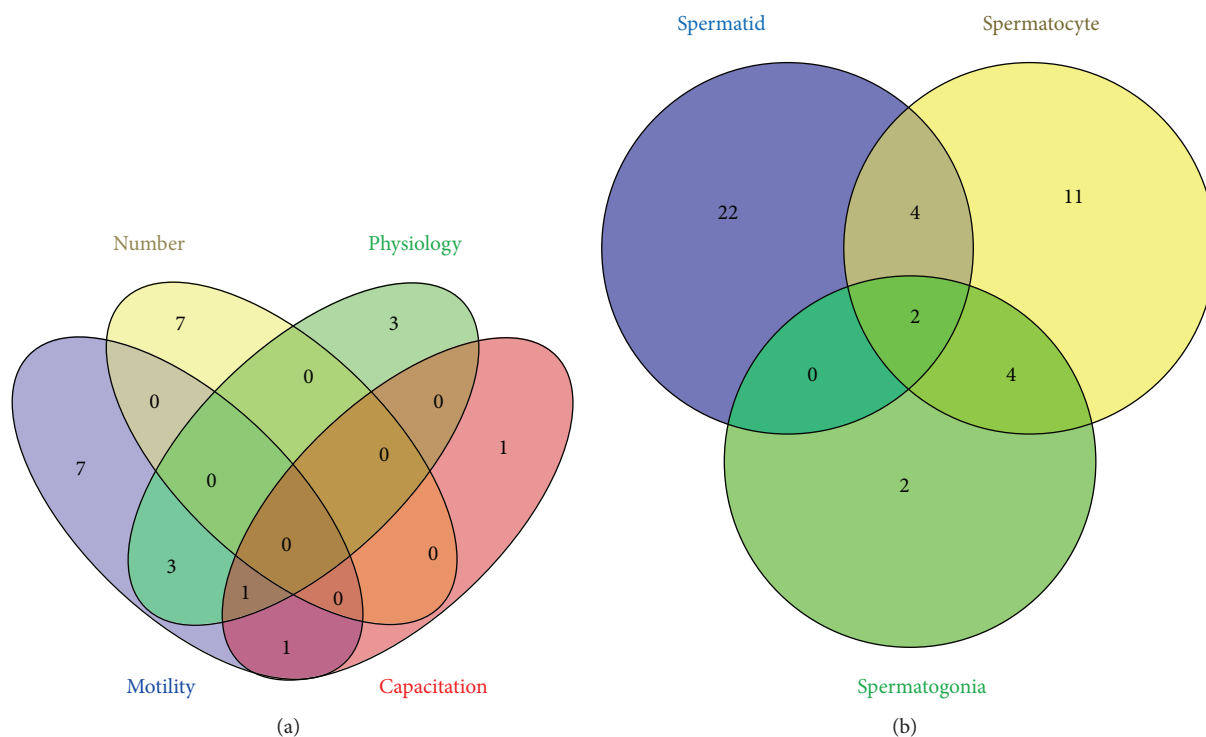 Spermatid
Spermatocyte
22
4
11
2
0
4
2
Spermatogonia
(b)
Number
Physiology
7
3
0
0
0
7
0
0
1
3
0
0
1
0
1
Motility
Capacitation
(a)